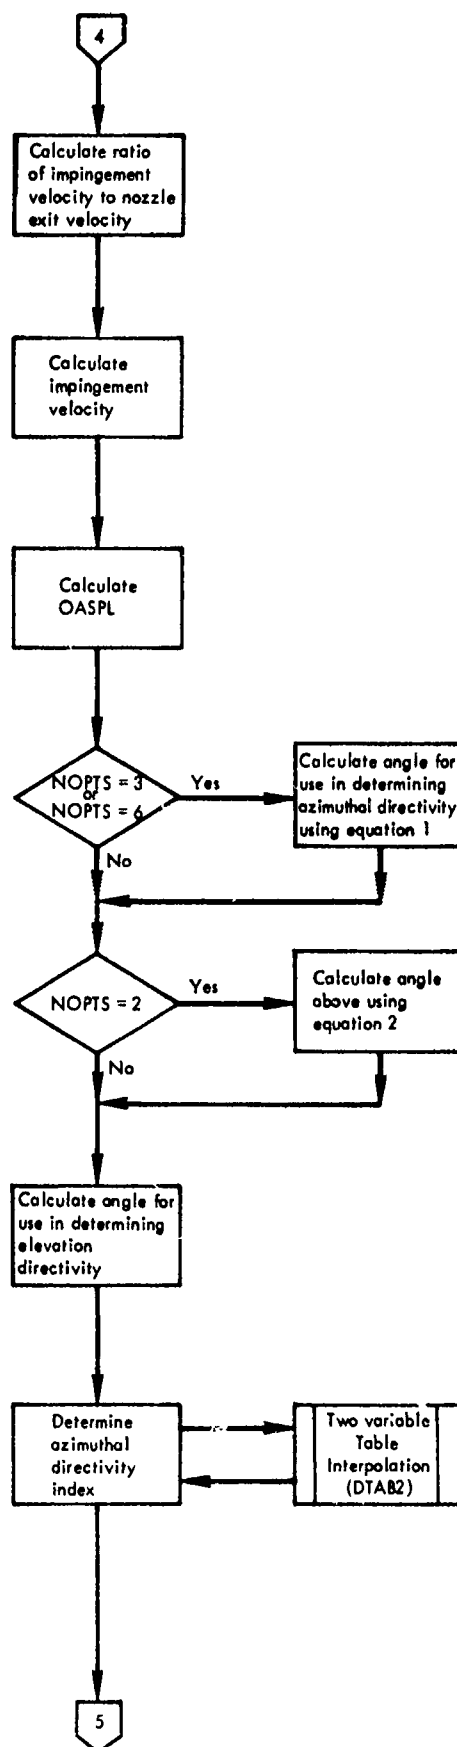 4
Calculate ratio
of impingement
velocity to nozzle
exit velocity
Calculate
impingement
velocity
Calculate
OASPL
NOPTS = 3
or
NOPTS = 6
Yes
Calculate angle for
use in determining
azimuthal directivity
using equation 1
No
NOPTS = 2
Yes
Calculate angle
above using
equation 2
No
Calculate angle for
use in determining
elevation
directivity
Determine
azimuthal
directivity
index
Two variable
Table
Interpolation
(DTAB2)
5